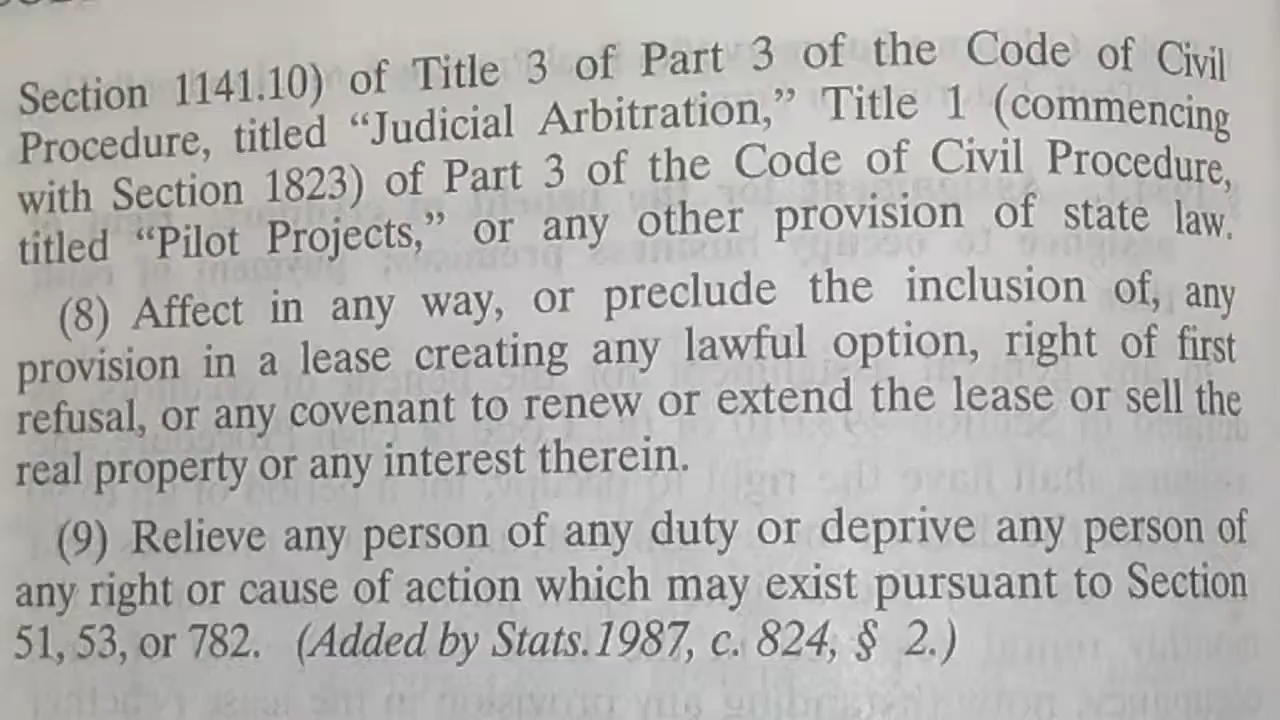 Section 1141.10) of Title 3 of Part 3 of the Code of Civil
Procedure, titled “Judicial Arbitration,” Title 1 (commencing
with Section 1823) of Part 3 of the Code of Civil Procedure,
titled “Pilot Projects,” or any other provision of state law.
(8) Affect in any way, or preclude the inclusion of, any
provision in a lease creating any lawful option, right of first
refusal, or any covenant to renew or extend the lease or sell the
real property or any interest therein.
(9) Relieve any person of any duty or deprive any person of
any right or cause of action which may exist pursuant to Section
51, 53, or 782. (Added by Stats.1987, c. 824, § 2.)